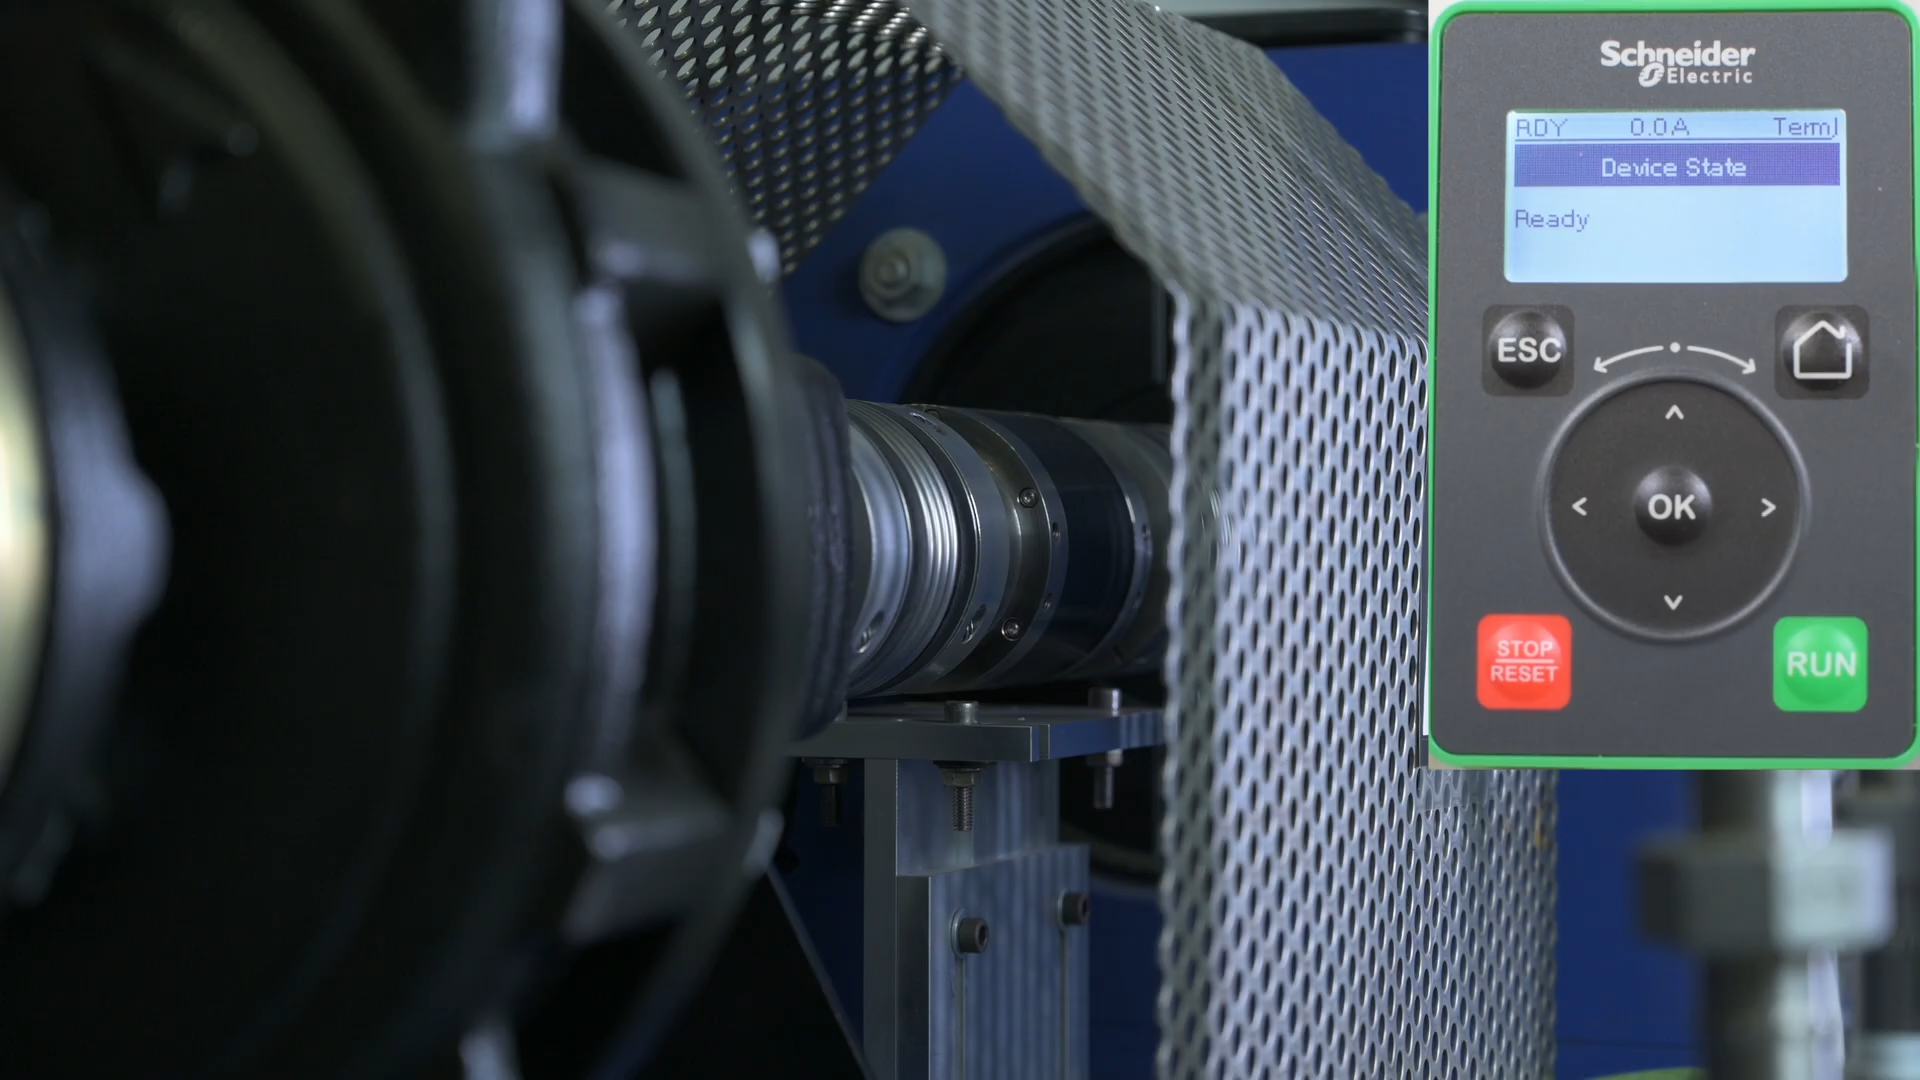 Schneider
Electric
RDY 0.0A Term
Device State
Ready
ESC
OK
STOP
RESET
RUN